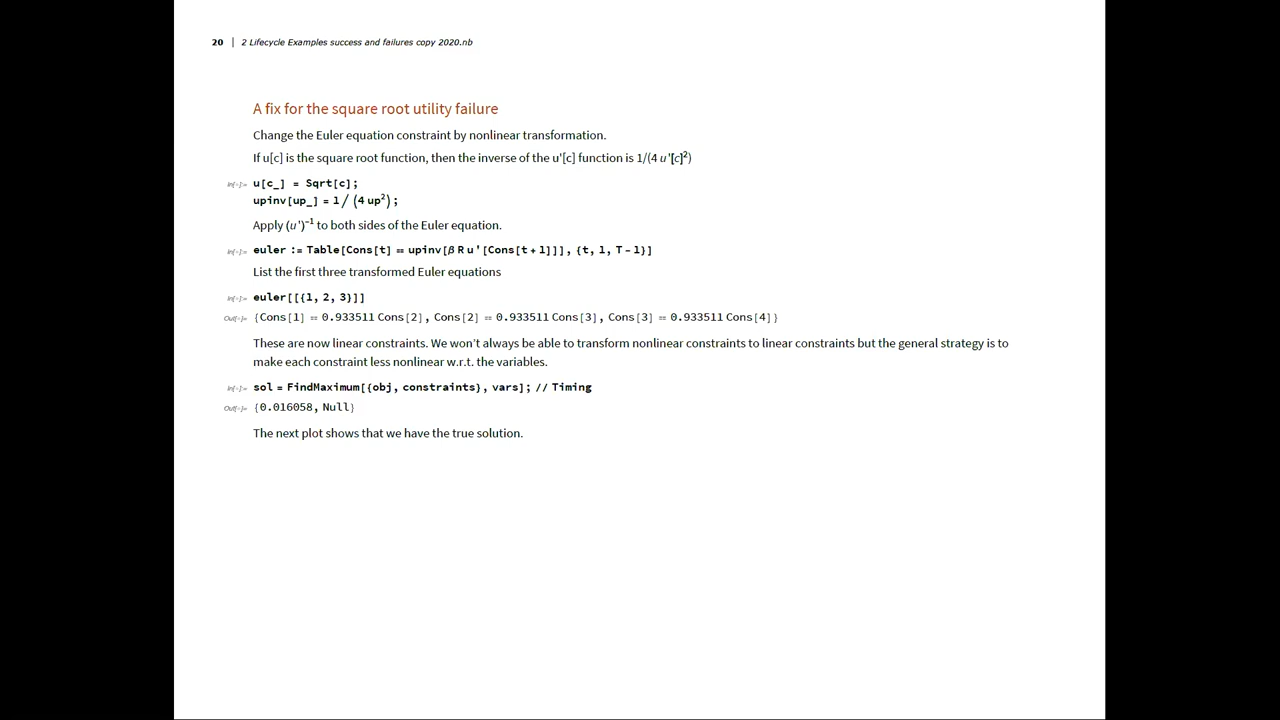 20 | 2 Lifecycle Examples success and failures copy 2020.nb
A fix for the square root utility failure
Change the Euler equation constraint by nonlinear transformation.
If u[c] is the square root function, then the inverse of the u'[c] function is 1/(4 u'[c]²)
In[◦]:= u[c_] = Sqrt[c];
upinv[up_] = 1 / (4 up²);
Apply (u')⁻¹ to both sides of the Euler equation.
In[◦]:= euler := Table[Cons[t] == upinv[β R u'[Cons[t + 1]]], {t, 1, T - 1}]
List the first three transformed Euler equations
In[◦]:= euler[[{1, 2, 3}]]
Out[◦]= {Cons[1] == 0.933511 Cons[2], Cons[2] == 0.933511 Cons[3], Cons[3] == 0.933511 Cons[4]}
These are now linear constraints. We won't always be able to transform nonlinear constraints to linear constraints but the general strategy is to
make each constraint less nonlinear w.r.t. the variables.
In[◦]:= sol = FindMaximum[{obj, constraints}, vars]; // Timing
Out[◦]= {0.016058, Null}
The next plot shows that we have the true solution.